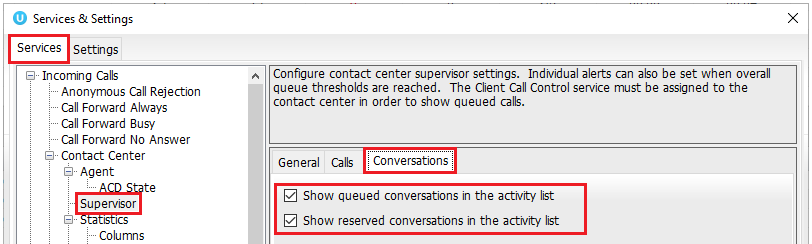 U Services & Settings
Services Settings
Incoming Calls
Anonymous Call Rejection
Call Forward Always
Call Forward Busy
Call Forward No Answer
Contact Center
Agent
ACD State
Supervisor
Statistics
Columns
Configure contact center supervisor settings. Individual alerts can also be set when overall
queue thresholds are reached. The Client Call Control service must be assigned to the
contact center in order to show queued calls.
General Calls Conversations
Show queued conversations in the activity list
Show reserved conversations in the activity list